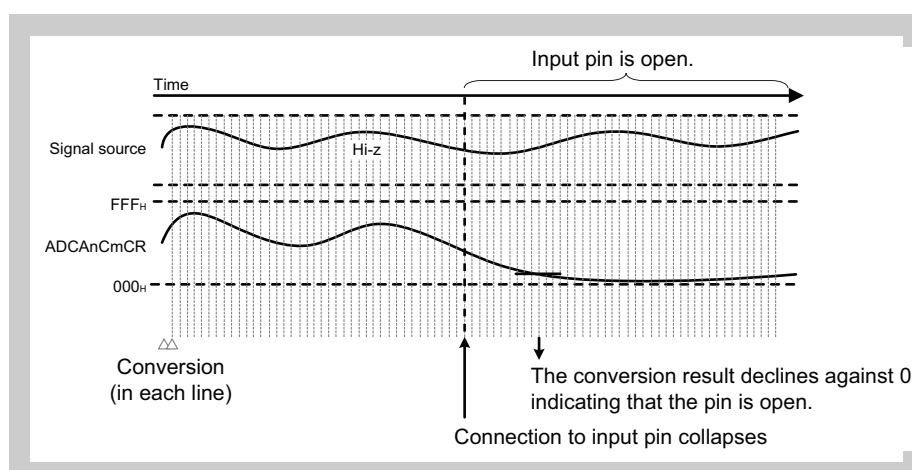 Input pin is open.
Time
Signal source
Hi-z
FFFH
ADCAnCmCR
000H
Conversion
(in each line)
The conversion result declines against 0
indicating that the pin is open.
Connection to input pin collapses